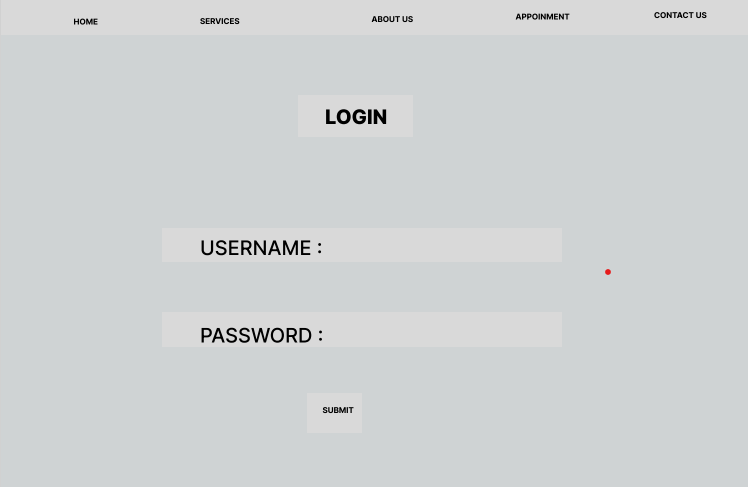 HOME SERVICES ABOUT US APPOINMENT CONTACT US
LOGIN
USERNAME :
PASSWORD :
SUBMIT